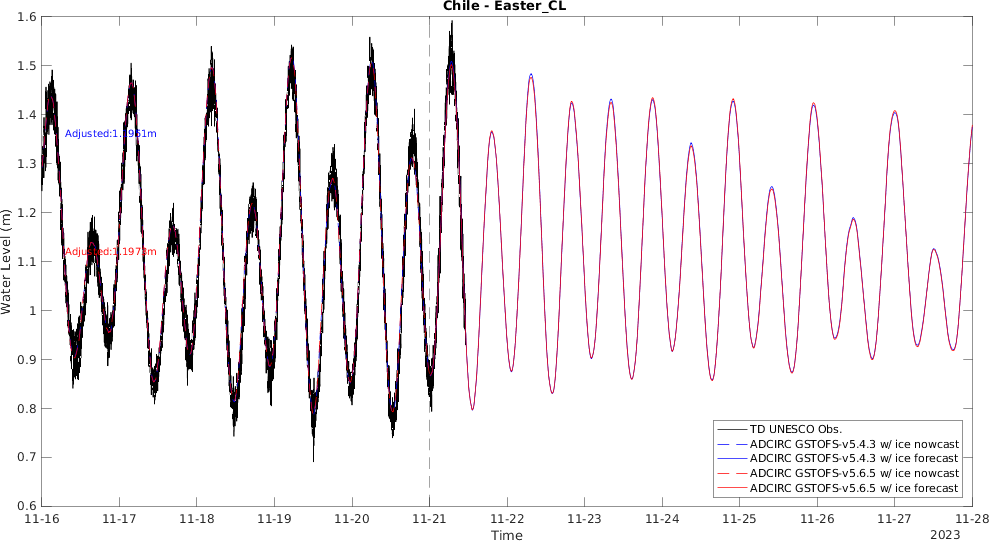 Chile - Easter_CL
1.6
1.5
1.4
1.3
1.2
1.1
1
0.9
0.8
0.7
0.6
Water Level (m)
Adjusted:1.1961m
Adjusted:1.1973m
TD UNESCO Obs.
ADCIRC GSTOFS-v5.4.3 w/ ice nowcast
ADCIRC GSTOFS-v5.4.3 w/ ice forecast
ADCIRC GSTOFS-v5.6.5 w/ ice nowcast
ADCIRC GSTOFS-v5.6.5 w/ ice forecast
11-16 11-17 11-18 11-19 11-20 11-21 11-22 11-23 11-24 11-25 11-26 11-27 11-28
Time
2023